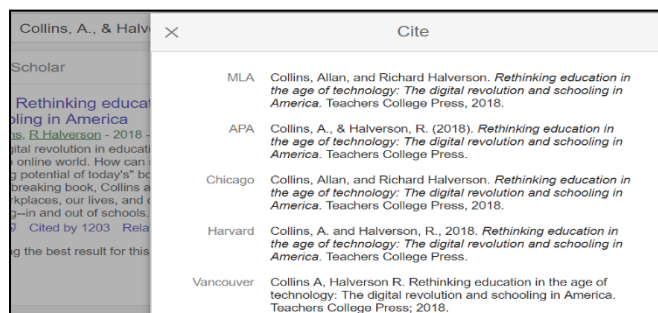 Collins, A., & Halv
Scholar
Rethinking educat
ling in America
ns, R Halverson - 2018 -
gital revolution in educati
online world. How can
g potential of today's" bo
breaking book, Collins a
rkplaces, our lives, and
g--in and out of schools.
Cited by 1203 Rela
g the best result for this
Cite
MLA Collins, Allan, and Richard Halverson. Rethinking education in
the age of technology: The digital revolution and schooling in
America. Teachers College Press, 2018.
APA Collins, A., & Halverson, R. (2018). Rethinking education in
the age of technology: The digital revolution and schooling in
America. Teachers College Press.
Chicago Collins, Allan, and Richard Halverson. Rethinking education in
the age of technology: The digital revolution and schooling in
America. Teachers College Press, 2018.
Harvard Collins, A. and Halverson, R., 2018. Rethinking education in
the age of technology: The digital revolution and schooling in
America. Teachers College Press.
Vancouver Collins A, Halverson R. Rethinking education in the age of
technology: The digital revolution and schooling in America.
Teachers College Press; 2018.